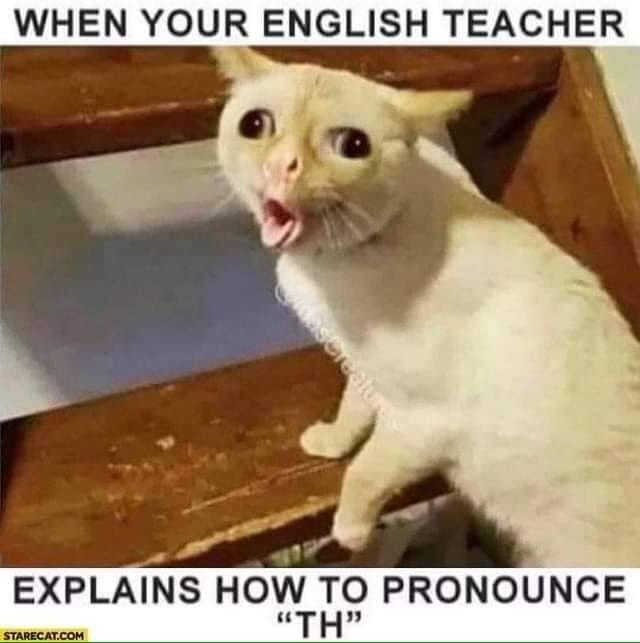 WHEN YOUR ENGLISH TEACHER
EXPLAINS HOW TO PRONOUNCE
“TH”
STARECAT.COM